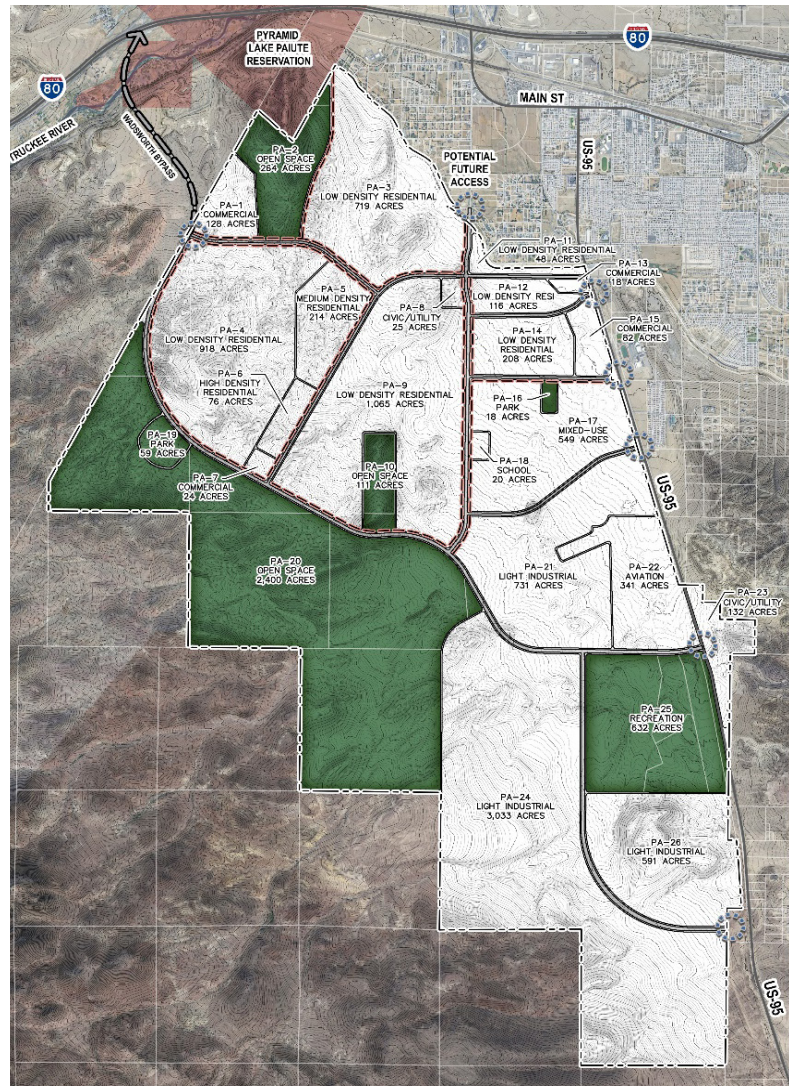 80
PYRAMID
LAKE PAIUTE
RESERVATION
80
MAIN ST
TRUCKEE RIVER
WADSWORTH BYPASS
US-95
PA-2
OPEN SPACE
264 ACRES
POTENTIAL
FUTURE
ACCESS
PA-3
LOW DENSITY RESIDENTIAL
719 ACRES
PA-1
COMMERCIAL
128 ACRES
PA-11
LOW DENSITY RESIDENTIAL
48 ACRES
PA-13
COMMERCIAL
18 ACRES
PA-5
MEDIUM DENSITY
RESIDENTIAL
214 ACRES
PA-8
CIVIC/UTILITY
25 ACRES
PA-12
LOW DENSITY RESI
116 ACRES
PA-15
COMMERCIAL
82 ACRES
PA-4
LOW DENSITY RESIDENTIAL
918 ACRES
PA-14
LOW DENSITY
RESIDENTIAL
208 ACRES
PA-6
HIGH DENSITY
RESIDENTIAL
76 ACRES
PA-9
LOW DENSITY RESIDENTIAL
1,065 ACRES
PA-16
PARK
18 ACRES
PA-17
MIXED-USE
549 ACRES
PA-19
PARK
59 ACRES
PA-18
SCHOOL
20 ACRES
PA-7
COMMERCIAL
24 ACRES
PA-10
OPEN SPACE
111 ACRES
US-95
PA-20
OPEN SPACE
2,400 ACRES
PA-21
LIGHT INDUSTRIAL
731 ACRES
PA-22
AVIATION
341 ACRES
PA-23
CIVIC/UTILITY
132 ACRES
PA-25
RECREATION
632 ACRES
PA-24
LIGHT INDUSTRIAL
3,033 ACRES
PA-26
LIGHT INDUSTRIAL
591 ACRES
US-95